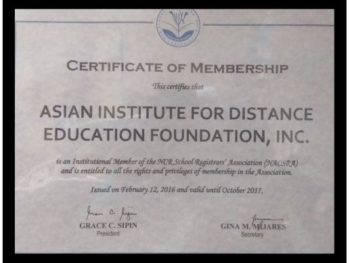 CERTIFICATE OF MEMBERSHIP
This certifies that
ASIAN INSTITUTE FOR DISTANCE
EDUCATION FOUNDATION, INC.
is an Institutional Member of the NCR School Registrars' Association (NACSRA)
and is entitled to all the rights and privileges of membership in the Association.
Issued on February 12, 2016 and valid until October 2017.
GRACE C. SIPIN
President
GINA M. MIJARES
Secretary